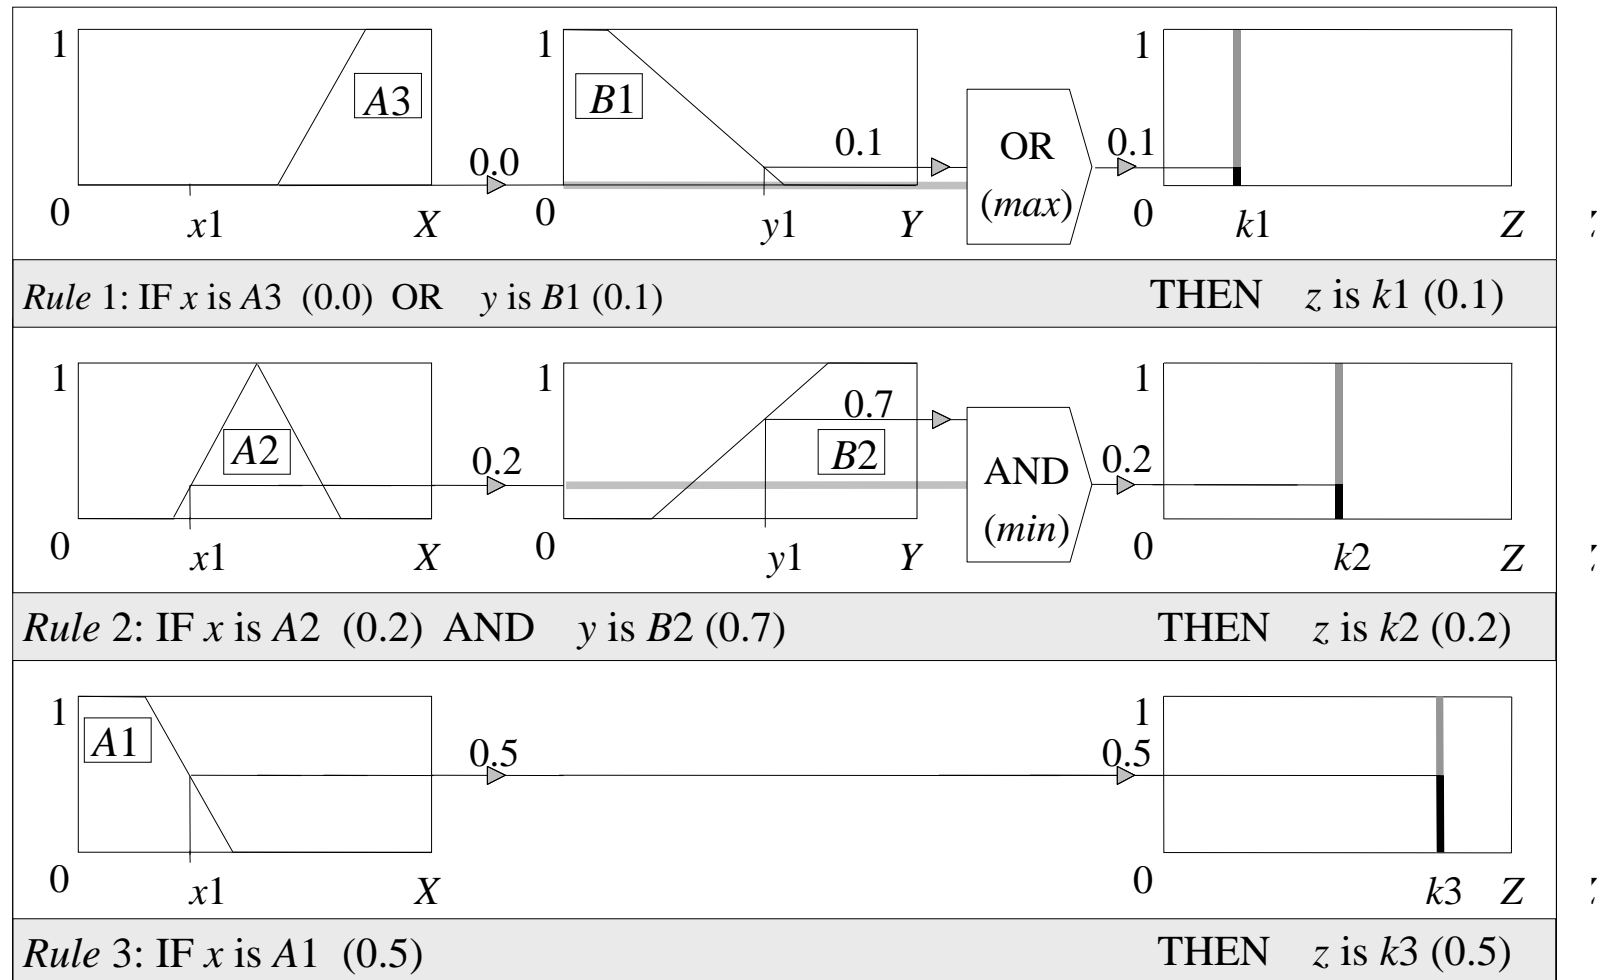 1 A3 0.0 1 B1 0.1 OR (max) 0.1 1
0 x1 X 0 y1 Y 0 k1 Z
Rule 1: IF x is A3 (0.0) OR y is B1 (0.1) THEN z is k1 (0.1)
1 A2 0.2 1 0.7 B2 AND (min) 0.2 1
0 x1 X 0 y1 Y 0 k2 Z
Rule 2: IF x is A2 (0.2) AND y is B2 (0.7) THEN z is k2 (0.2)
1 A1 0.5 0.5 1
0 x1 X 0 k3 Z
Rule 3: IF x is A1 (0.5) THEN z is k3 (0.5)